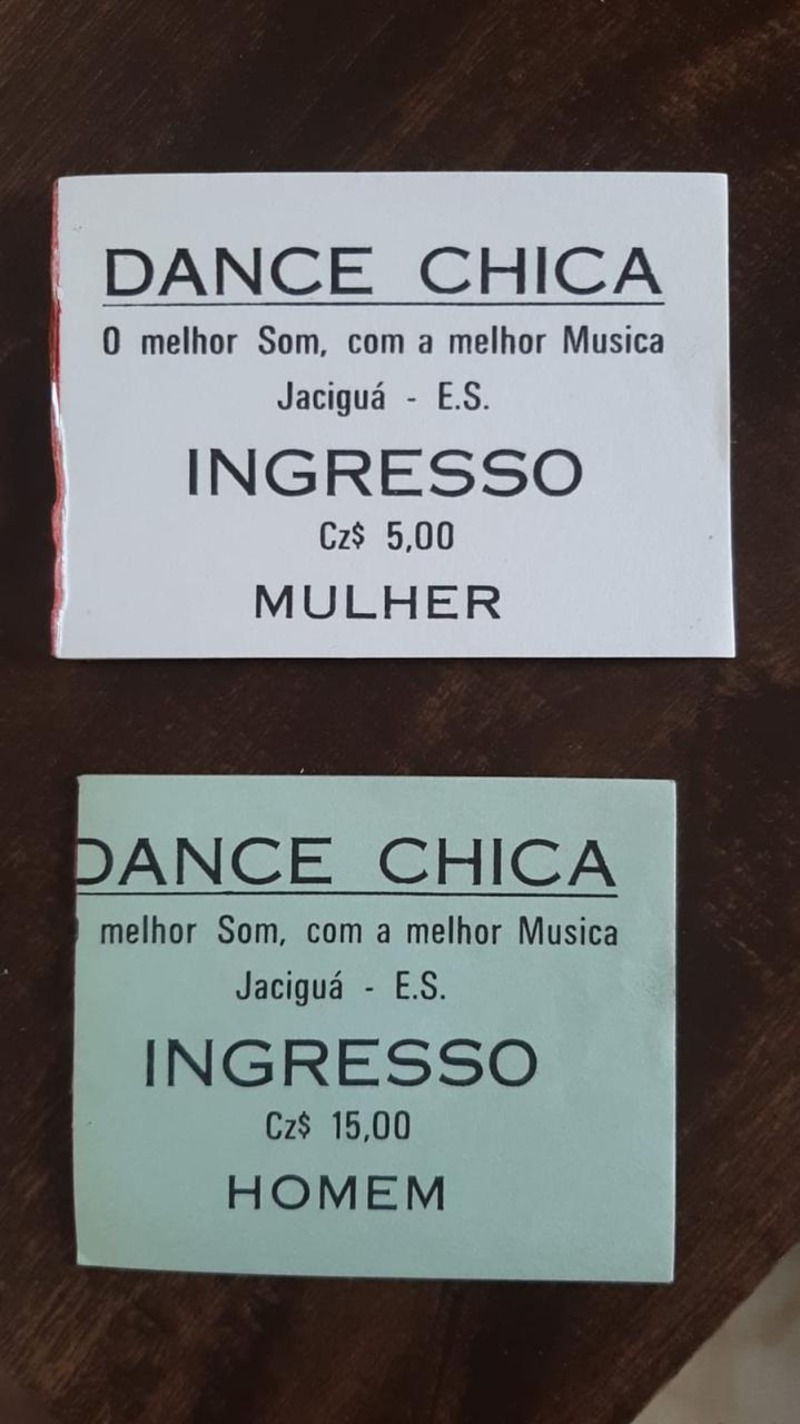 DANCE CHICA
O melhor Som, com a melhor Musica
Jaciguá - E.S.
INGRESSO
Cz$ 5,00
MULHER
DANCE CHICA
melhor Som, com a melhor Musica
Jaciguá - E.S.
INGRESSO
Cz$ 15,00
HOMEM